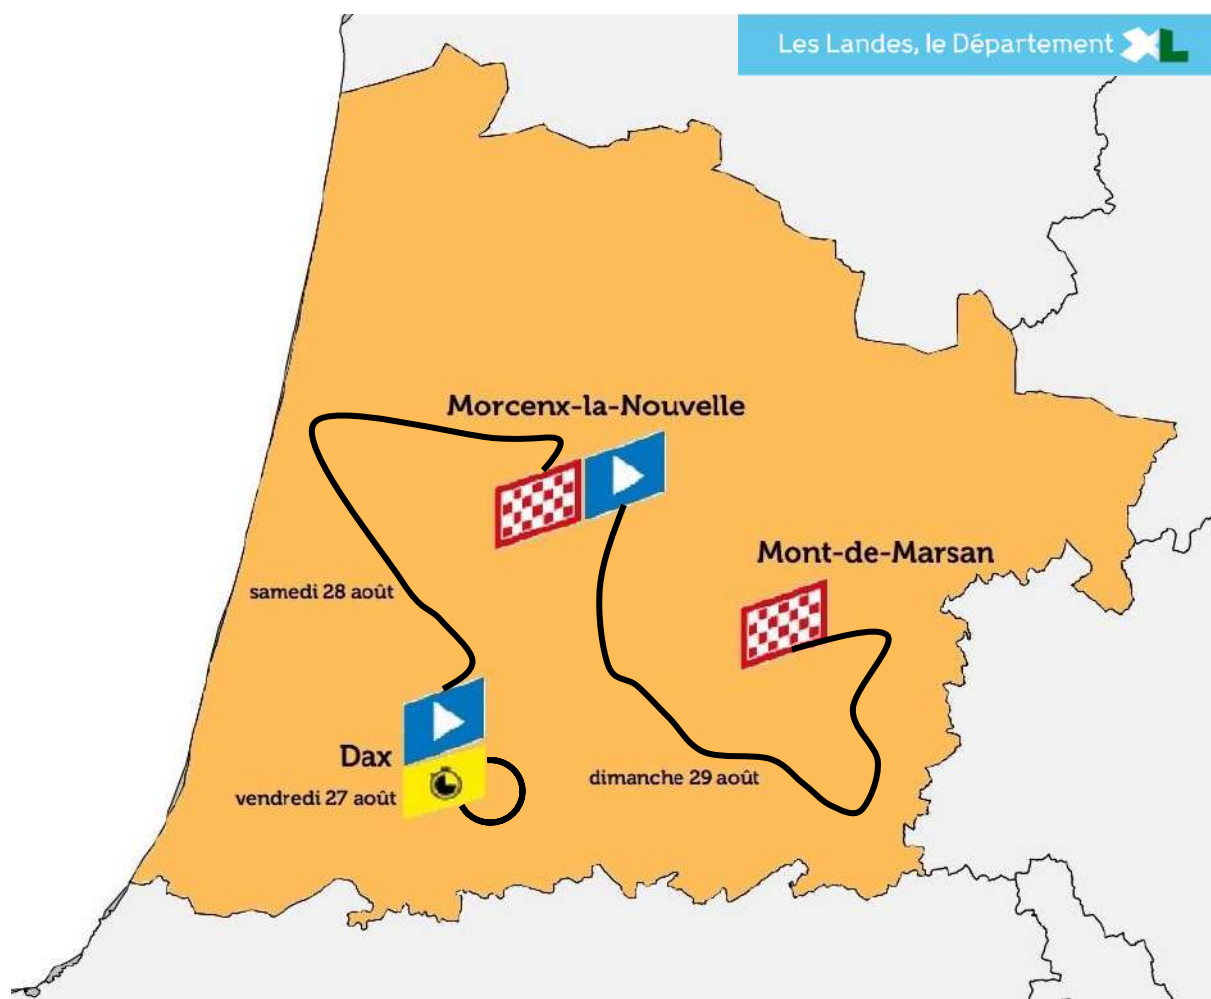 Les Landes, le Département XL
Morcenx-la-Nouvelle
Mont-de-Marsan
samedi 28 août
Dax
vendredi 27 août
dimanche 29 août